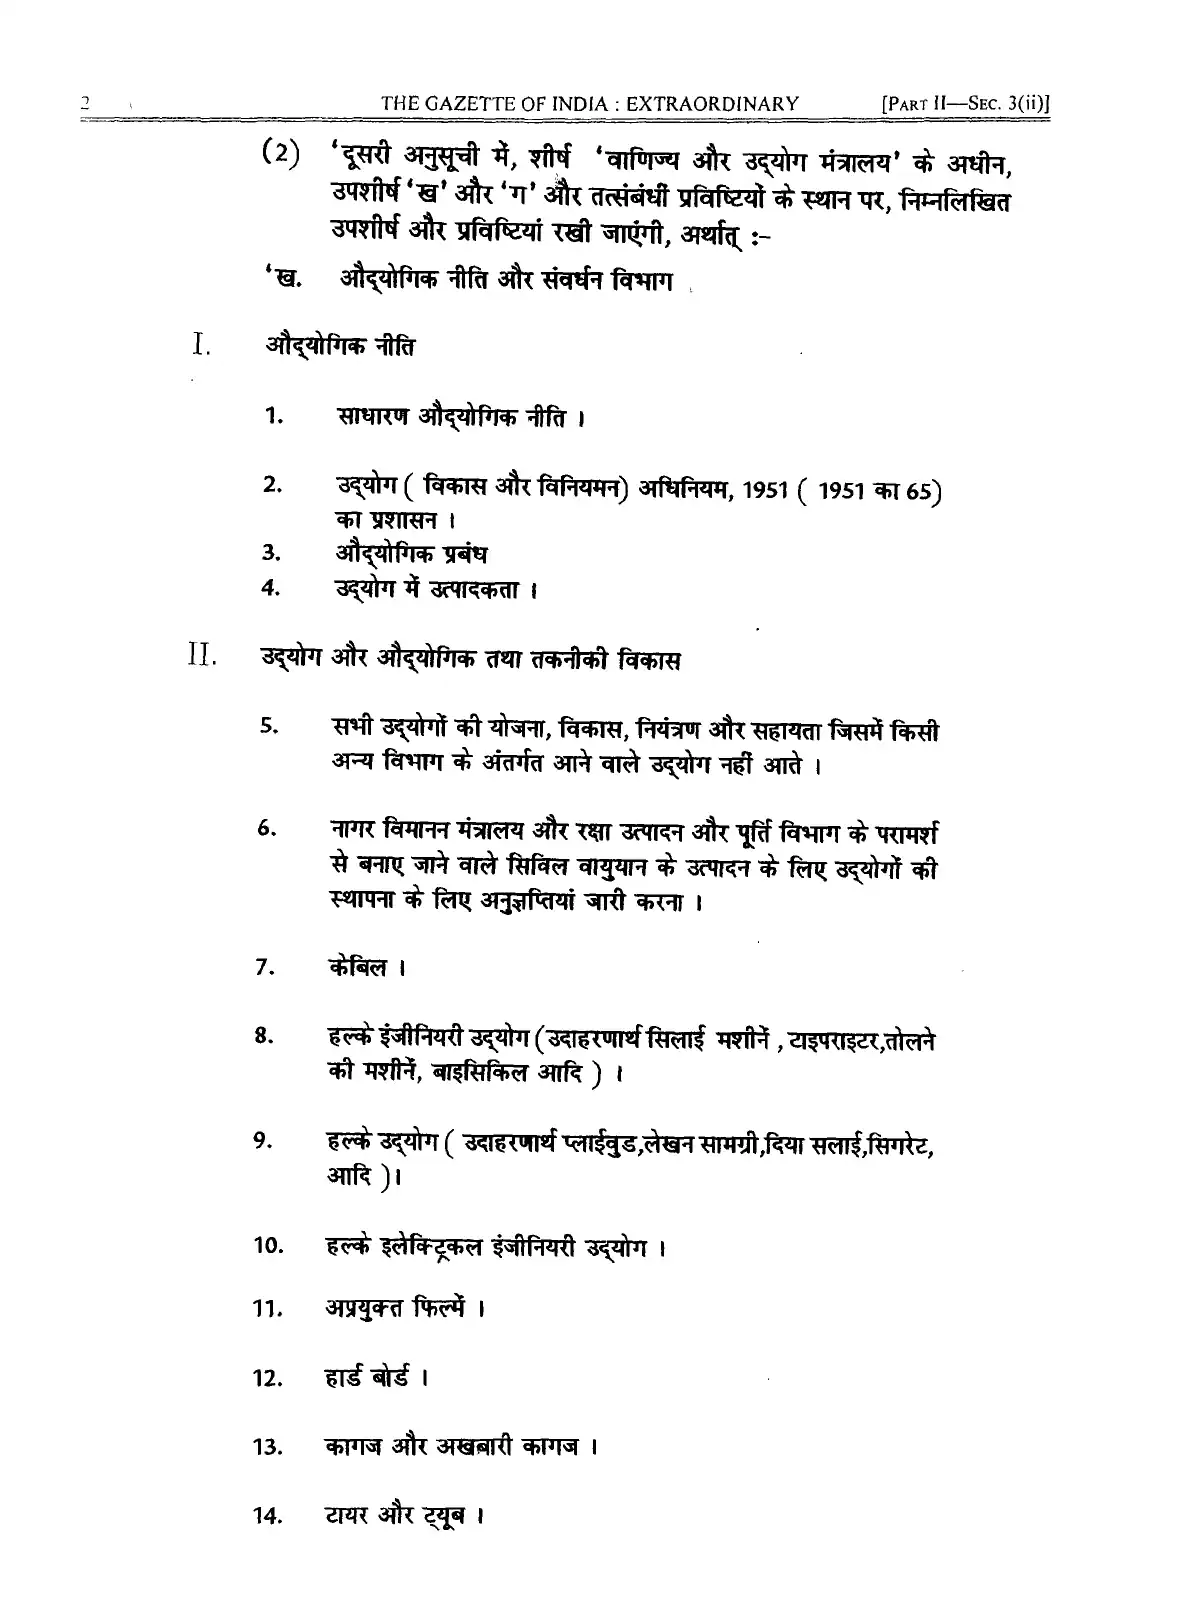 2 THE GAZETTE OF INDIA : EXTRAORDINARY [PART II—SEC. 3(ii)]
(2) 'दूसरी अनुसूची में, शीर्ष 'वाणिज्य और उद्योग मंत्रालय' के अधीन,
उपशीर्ष 'ख' और 'ग' और तत्संबंधी प्रविष्टियों के स्थान पर, निम्नलिखित
उपशीर्ष और प्रविष्टियां रखी जाएंगी, अर्थात् :-
'ख. औद्योगिक नीति और संवर्धन विभाग
I. औद्योगिक नीति
1. साधारण औद्योगिक नीति ।
2. उद्योग ( विकास और विनियमन) अधिनियम, 1951 ( 1951 का 65)
का प्रशासन ।
3. औद्योगिक प्रबंध
4. उद्योग में उत्पादकता ।
II. उद्योग और औद्योगिक तथा तकनीकी विकास
5. सभी उद्योगों की योजना, विकास, नियंत्रण और सहायता जिसमें किसी
अन्य विभाग के अंतर्गत आने वाले उद्योग नहीं आते ।
6. नागर विमानन मंत्रालय और रक्षा उत्पादन और पूर्ति विभाग के परामर्श
से बनाए जाने वाले सिविल वायुयान के उत्पादन के लिए उद्योगों की
स्थापना के लिए अनुज्ञप्तियां जारी करना ।
7. केबिल ।
8. हल्के इंजीनियरी उद्योग (उदाहरणार्थ सिलाई मशीनें , टाइपराइटर,तोलने
की मशीनें, बाइसिकिल आदि ) ।
9. हल्के उद्योग ( उदाहरणार्थ प्लाईवुड,लेखन सामग्री,दिया सलाई,सिगरेट,
आदि )।
10. हल्के इलेक्ट्रिकल इंजीनियरी उद्योग ।
11. अप्रयुक्त फिल्में ।
12. हार्ड बोर्ड ।
13. कागज और अखबारी कागज ।
14. टायर और ट्यूब ।